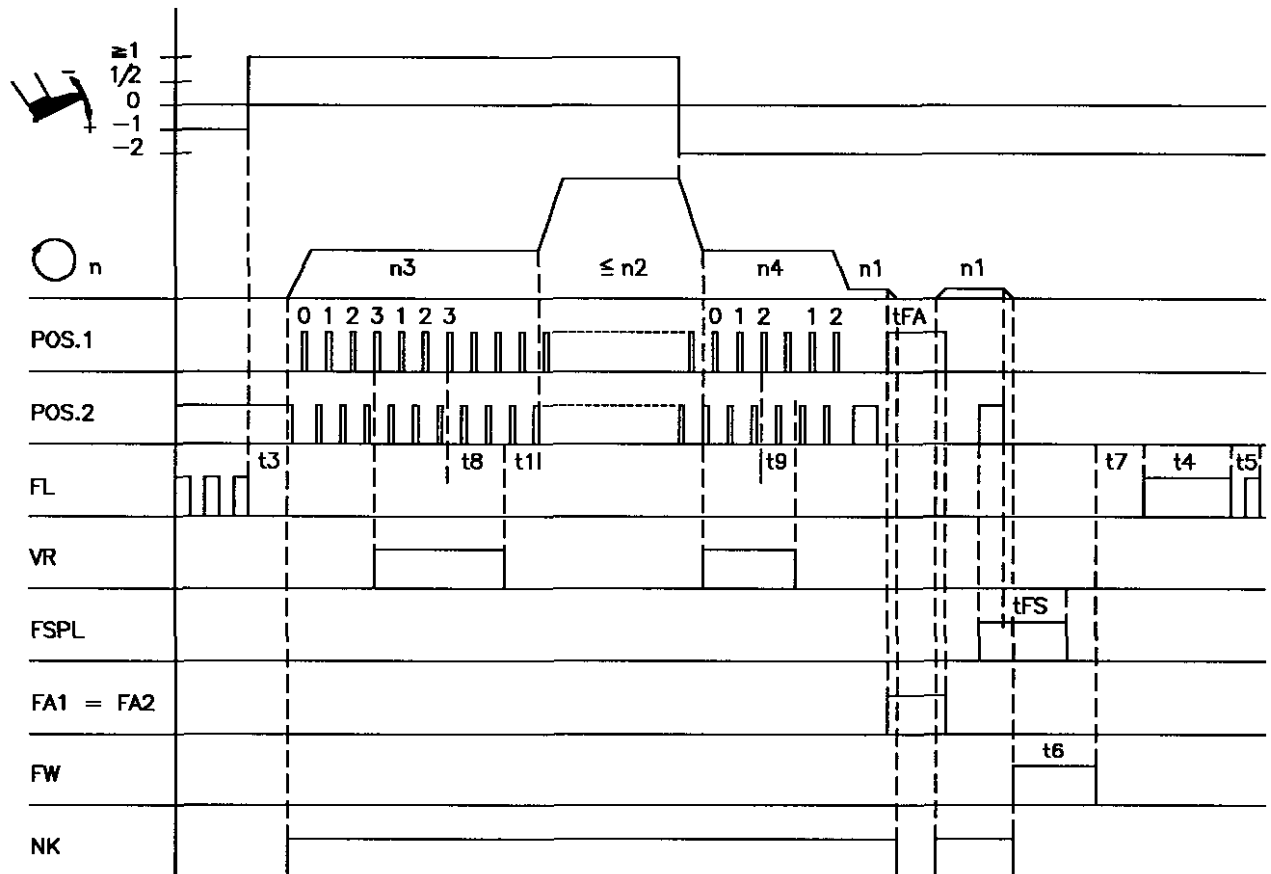 ≥1
1/2
0
−1
−2
−
+
n
n3
≤ n2
n4
n1
n1
POS.1
0 1 2 3 1 2 3
0 1 2 1 2
tFA
POS.2
FL
t3
t8
t1
t9
t7
t4
t5
VR
FSPL
tFS
FA1 = FA2
FW
t6
NK